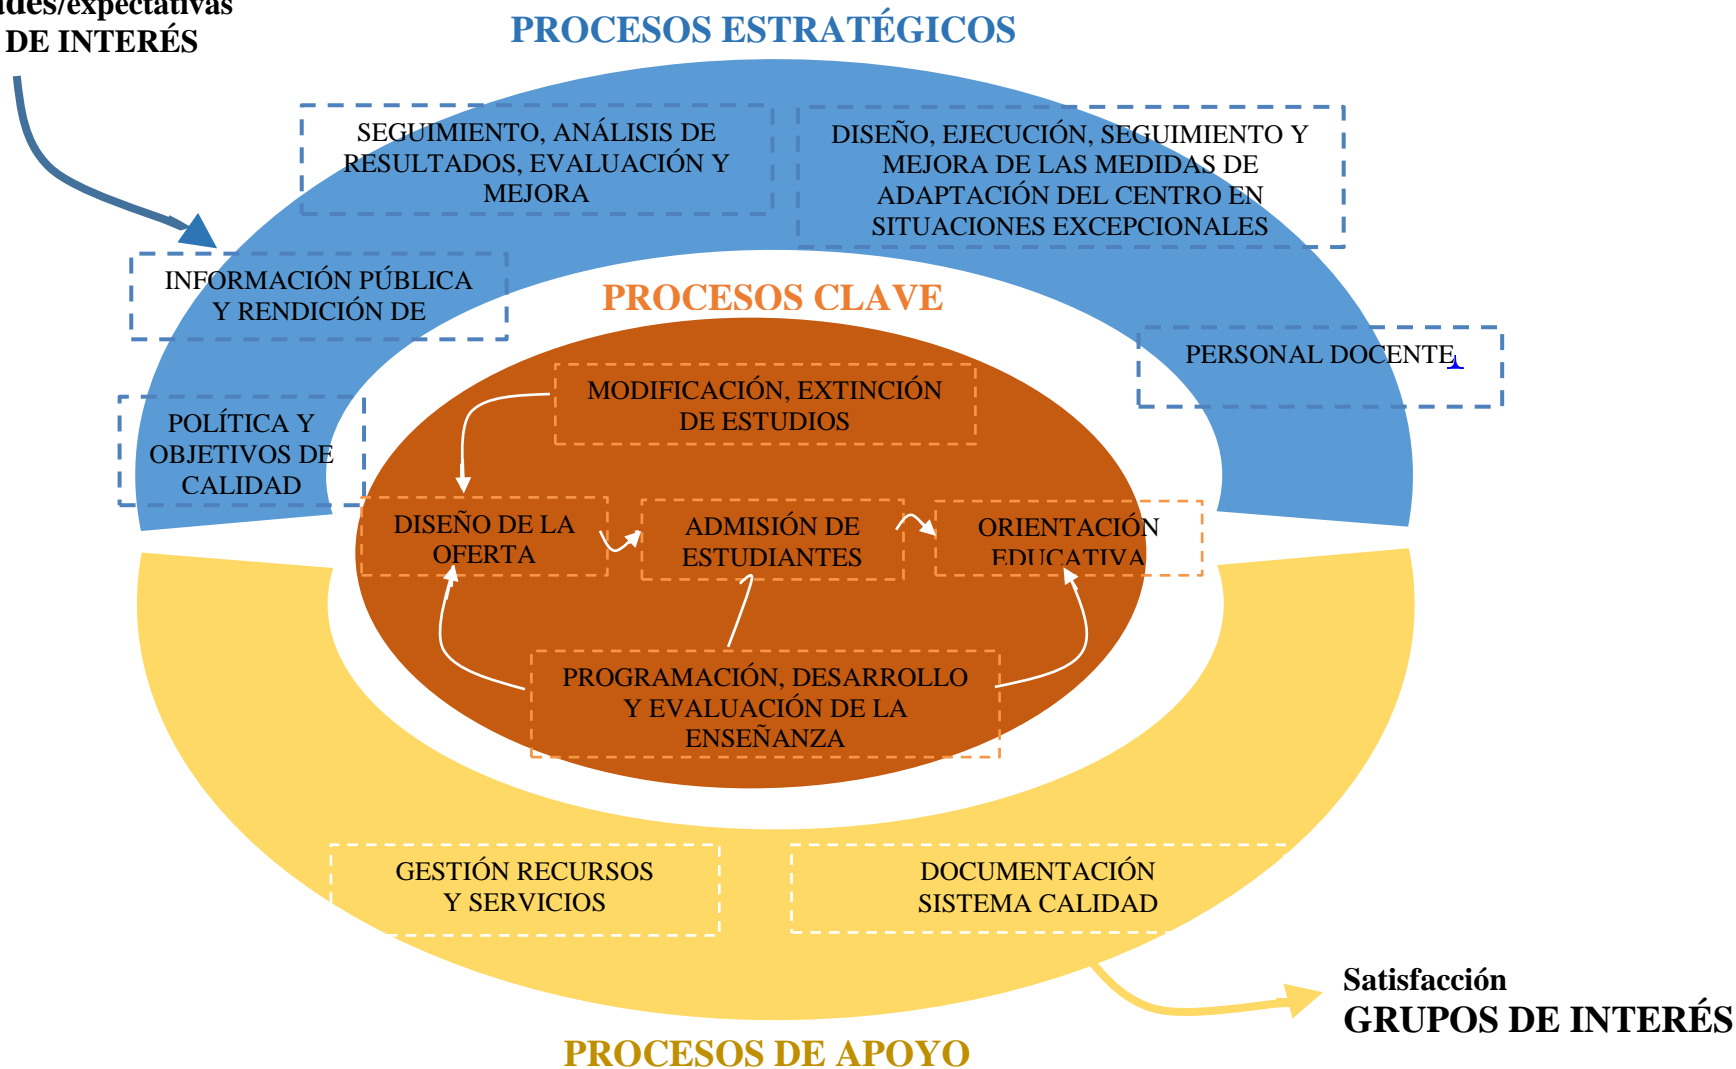 /expectativas
DE INTERÉS
PROCESOS ESTRATÉGICOS
SEGUIMIENTO, ANÁLISIS DE
RESULTADOS, EVALUACIÓN Y
MEJORA
DISEÑO, EJECUCIÓN, SEGUIMIENTO Y
MEJORA DE LAS MEDIDAS DE
ADAPTACIÓN DEL CENTRO EN
SITUACIONES EXCEPCIONALES
INFORMACIÓN PÚBLICA
Y RENDICIÓN DE
PROCESOS CLAVE
PERSONAL DOCENTE
MODIFICACIÓN, EXTINCIÓN
DE ESTUDIOS
POLÍTICA Y
OBJETIVOS DE
CALIDAD
DISEÑO DE LA
OFERTA
ADMISIÓN DE
ESTUDIANTES
ORIENTACIÓN
EDUCATIVA
PROGRAMACIÓN, DESARROLLO
Y EVALUACIÓN DE LA
ENSEÑANZA
GESTIÓN RECURSOS
Y SERVICIOS
DOCUMENTACIÓN
SISTEMA CALIDAD
Satisfacción
GRUPOS DE INTERÉS
PROCESOS DE APOYO